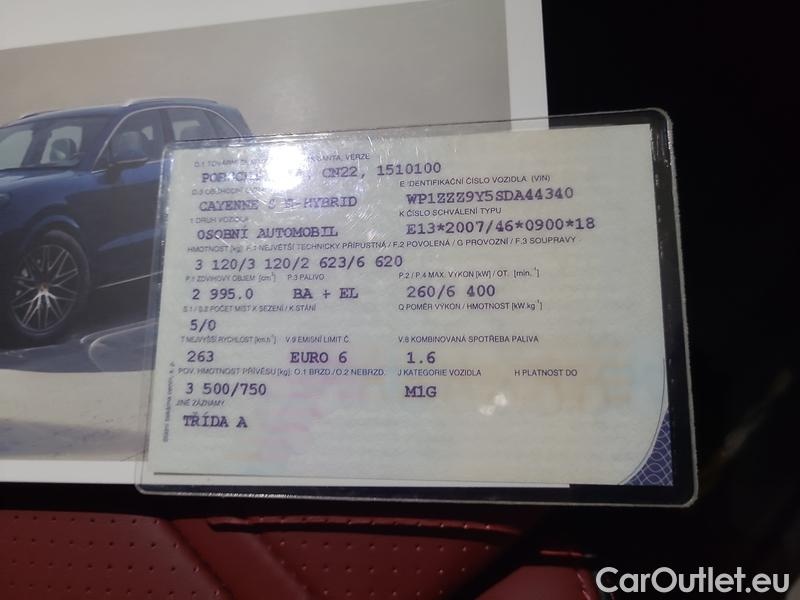 D.1 TOVÁRNÍ VERZE
CN22, 1510100
E IDENTIFIKAČNÍ ČÍSLO VOZIDLA (VIN)
CAYENNE S E-HYBRID WP1ZZZ9Y5SDA44340
1 DRUH VOZIDLA K ČÍSLO SCHVÁLENÍ TYPU
OSOBNÍ AUTOMOBIL E13*2007/46*0900*18
HMOTNOST [kg] F.1 NEJVĚTŠÍ TECHNICKY PŘÍPUSTNÁ / F.2 POVOLENÁ / G PROVOZNÍ / F.3 SOUPRAVY
3 120/3 120/2 623/6 620
P.1 ZDVIHOVÝ OBJEM [cm³] P.3 PALIVO P.2 / P.4 MAX. VÝKON [kW] / OT. [min⁻¹]
2 995.0 BA + EL 260/6 400
S.1 / S.2 POČET MÍST K SEZENÍ / K STÁNÍ Q POMĚR VÝKON / HMOTNOST [kW.kg⁻¹]
5/0
T NEJVYŠŠÍ RYCHLOST [km.h⁻¹] V.9 EMISNÍ LIMIT Č. V.8 KOMBINOVANÁ SPOTŘEBA PALIVA
263 EURO 6 1.6
POV. HMOTNOST PŘÍVĚSU [kg]: O.1 BRZD./O.2 NEBRZD. J KATEGORIE VOZIDLA H PLATNOST DO
3 500/750 M1G
JINÉ ZÁZNAMY
TŘÍDA A
CarOutlet.eu